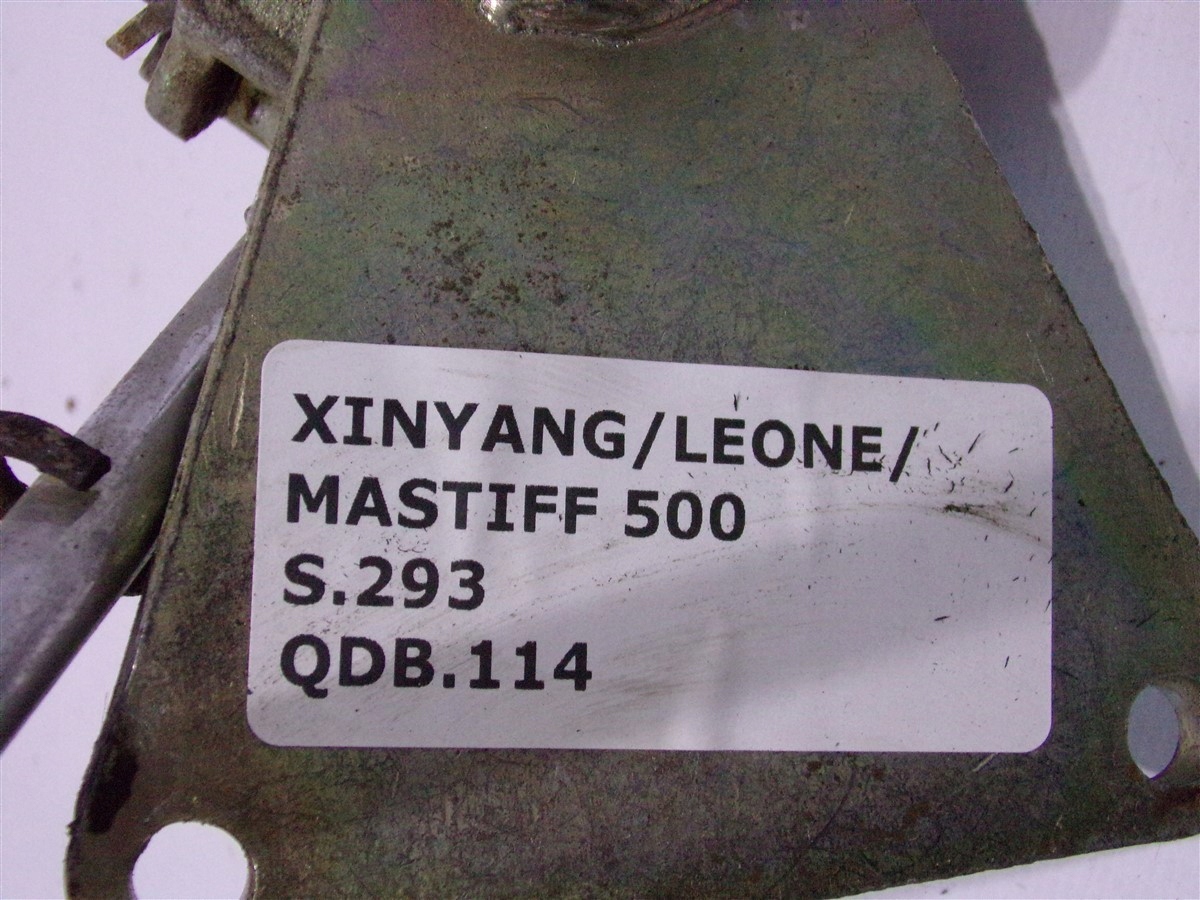 XINYANG/LEONE/
MASTIFF 500
S.293
QDB.114